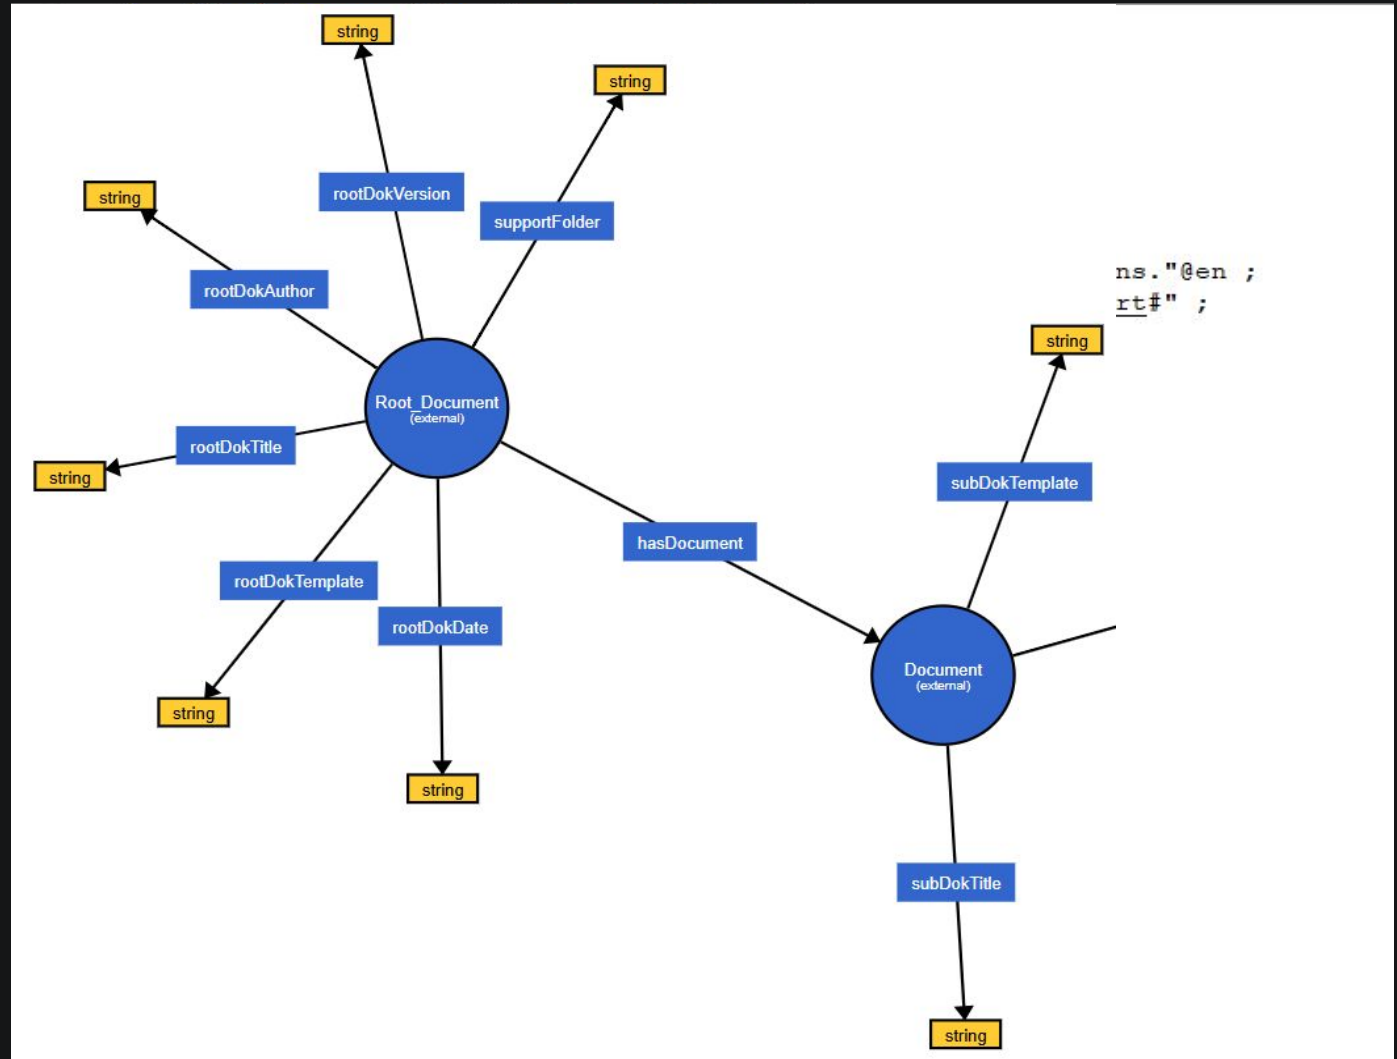 string
string
rootDokVersion
string
supportFolder
rootDokAuthor
ns."@en ;
rt#" ;
string
Root_Document
(external)
rootDokTitle
string
subDokTemplate
hasDocument
rootDokTemplate
rootDokDate
Document
(external)
string
string
subDokTitle
string